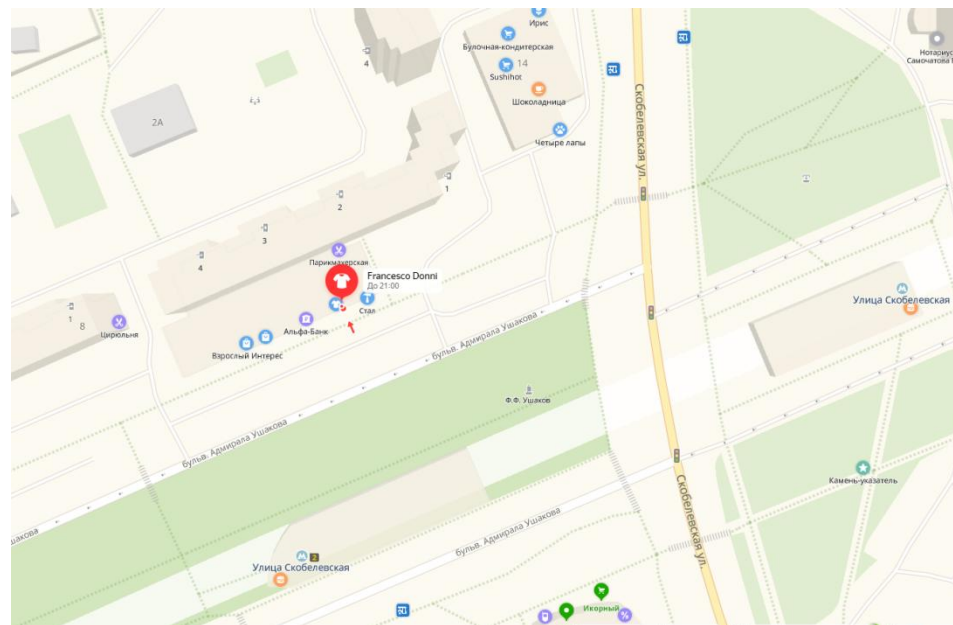 Ирис
Булочная-кондитерская
4
14
Sushihot
Нотариус
Самочатова
Шоколадница
2А
Четыре лапы
Скобелевская ул.
1
2
3
4
Парикмахерская
Francesco Donni
До 21:00
Улица Скобелевская
1
8
Цирюльня
Альфа-Банк
Стал
Взрослый Интерес
бульв. Адмирала Ушакова
Ф.Ф. Ушаков
бульв. Адмирала Ушакова
Камень-указатель
Скобелевская ул.
бульв. Адмирала Ушакова
ушакова
2
Улица Скобелевская
Икорный